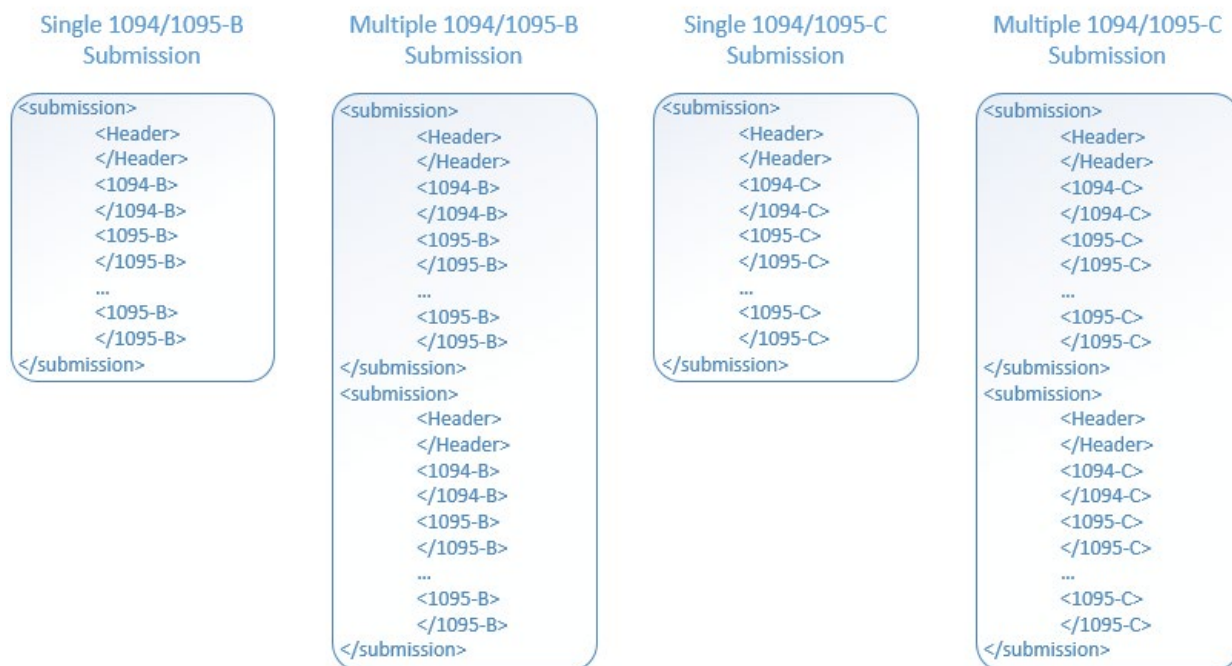 Single 1094/1095-B
Submission
<submission>
<Header>
</Header>
<1094-B>
</1094-B>
<1095-B>
</1095-B>
...
<1095-B>
</1095-B>
</submission>
Multiple 1094/1095-B
Submission
<submission>
<Header>
</Header>
<1094-B>
</1094-B>
<1095-B>
</1095-B>
...
<1095-B>
</1095-B>
</submission>
<submission>
<Header>
</Header>
<1094-B>
</1094-B>
<1095-B>
</1095-B>
...
<1095-B>
</1095-B>
</submission>
Single 1094/1095-C
Submission
<submission>
<Header>
</Header>
<1094-C>
</1094-C>
<1095-C>
</1095-C>
...
<1095-C>
</1095-C>
</submission>
Multiple 1094/1095-C
Submission
<submission>
<Header>
</Header>
<1094-C>
</1094-C>
<1095-C>
</1095-C>
...
<1095-C>
</1095-C>
</submission>
<submission>
<Header>
</Header>
<1094-C>
</1094-C>
<1095-C>
</1095-C>
...
<1095-C>
</1095-C>
</submission>